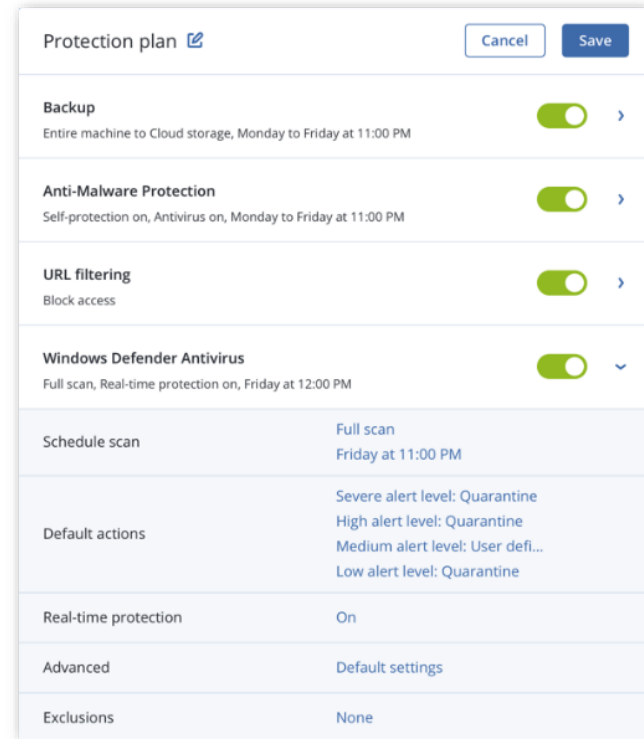 Protection plan
Cancel
Save
Backup
Entire machine to Cloud storage, Monday to Friday at 11:00 PM
Anti-Malware Protection
Self-protection on, Antivirus on, Monday to Friday at 11:00 PM
URL filtering
Block access
Windows Defender Antivirus
Full scan, Real-time protection on, Friday at 12:00 PM
Schedule scan
Full scan
Friday at 11:00 PM
Default actions
Severe alert level: Quarantine
High alert level: Quarantine
Medium alert level: User defi...
Low alert level: Quarantine
Real-time protection
On
Advanced
Default settings
Exclusions
None